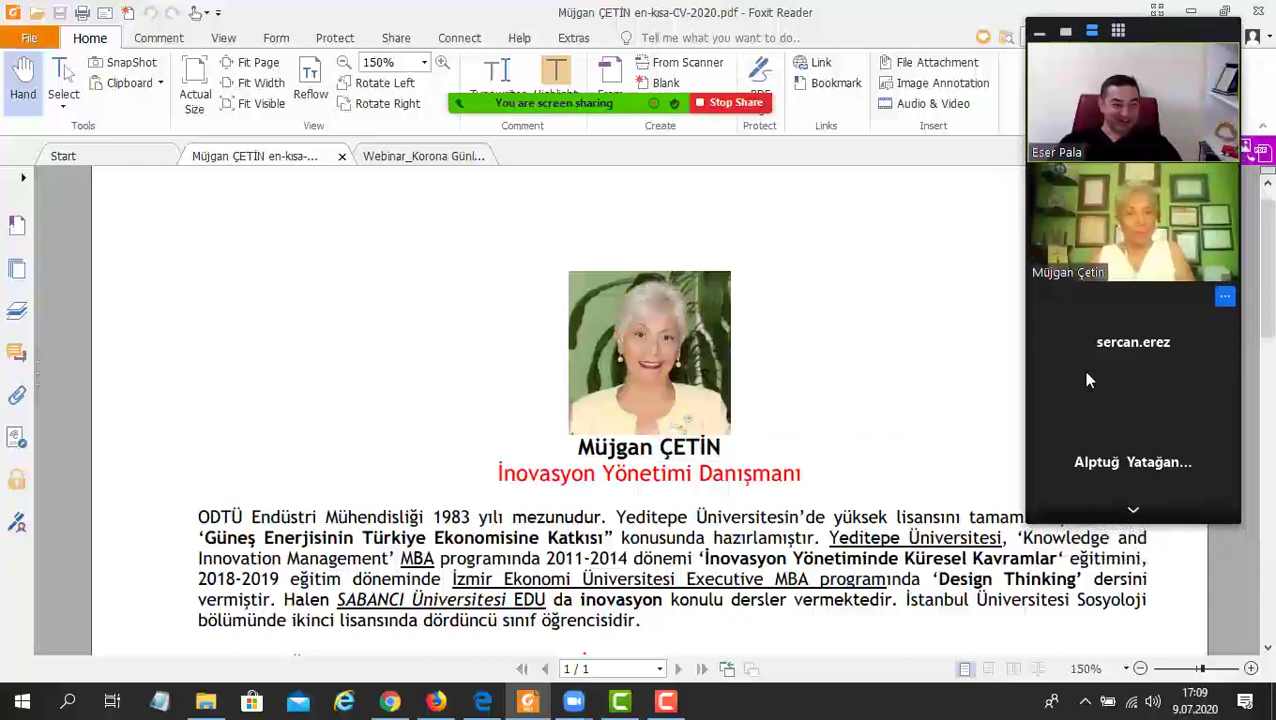 Müjgan ÇETİN en-kısa-CV-2020.pdf - Foxit Reader
File Home Comment View Form Protect Share Connect Help Extras Tell me what you want to do...
Hand
Select
SnapShot
Clipboard
Tools
Actual Size
Fit Page
Fit Width
Fit Visible
Reflow
150%
Rotate Left
Rotate Right
View
Comment
From Scanner
Blank
Create
Protect
Link
Bookmark
Links
File Attachment
Image Annotation
Audio & Video
Insert
You are screen sharing
Stop Share
Start
Müjgan ÇETİN en-kısa-...
Webinar_Korona Günl...
Eser Pala
Müjgan Çetin
sercan.erez
Alptuğ Yatağan...
Müjgan ÇETİN
İnovasyon Yönetimi Danışmanı
ODTÜ Endüstri Mühendisliği 1983 yılı mezunudur. Yeditepe Üniversitesin’de yüksek lisansını
‘Güneş Enerjisinin Türkiye Ekonomisine Katkısı” konusunda hazırlamıştır. Yeditepe Üniversitesi, ‘Knowledge and
Innovation Management’ MBA programında 2011-2014 dönemi ‘İnovasyon Yönetiminde Küresel Kavramlar‘ eğitimini,
2018-2019 eğitim döneminde İzmir Ekonomi Üniversitesi Executive MBA programında ‘Design Thinking’ dersini
vermiştir. Halen SABANCI Üniversitesi EDU da inovasyon konulu dersler vermektedir. İstanbul Üniversitesi Sosyoloji
bölümünde ikinci lisansında dördüncü sınıf öğrencisidir.
1 / 1
150%
17:09
9.07.2020